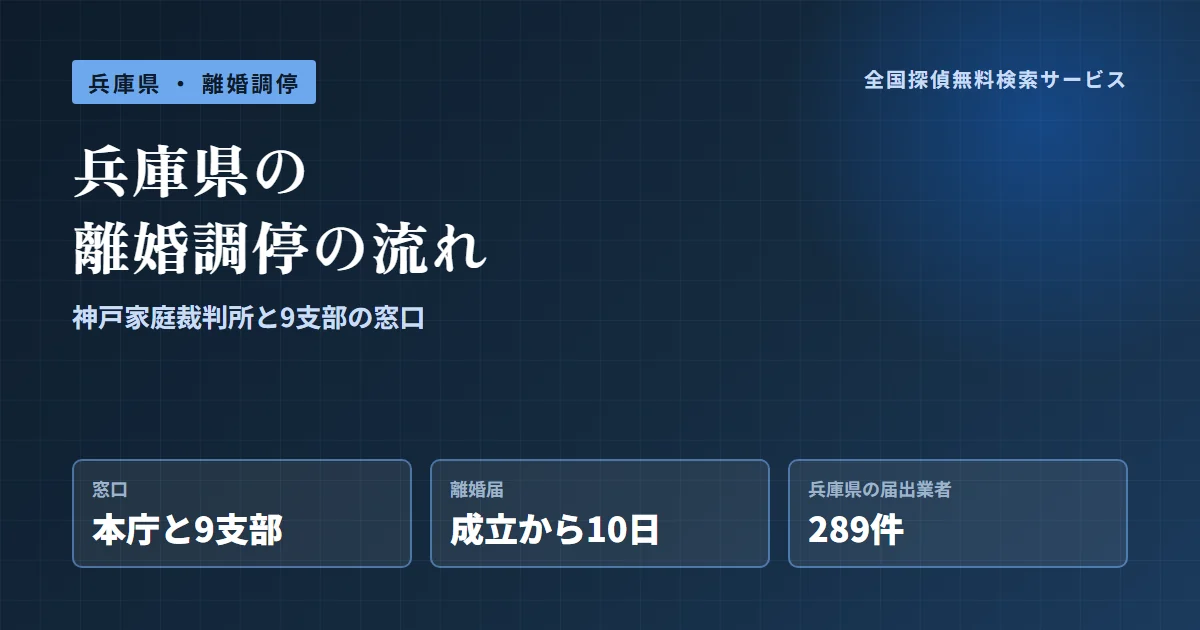 兵庫県 ・ 離婚調停
全国探偵無料検索サービス
兵庫県の
離婚調停の流れ
神戸家庭裁判所と9支部の窓口
窓口
本庁と9支部
離婚届
成立から10日
兵庫県の届出業者
289件